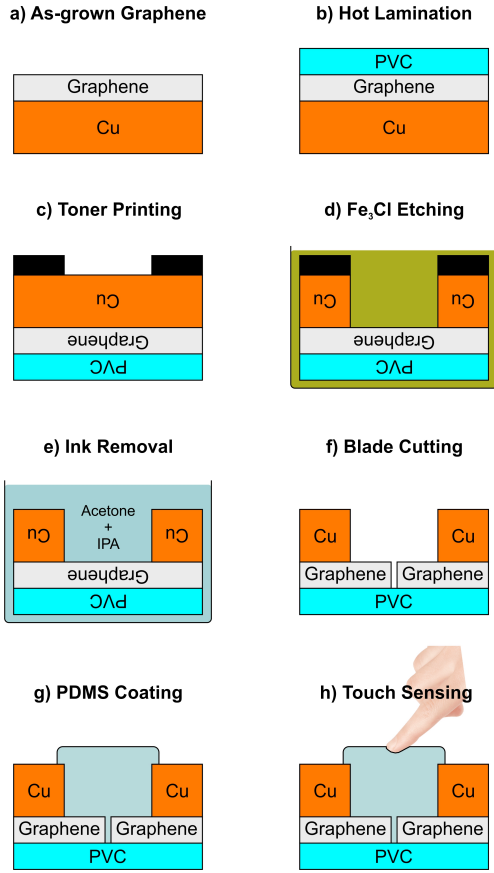 a) As-grown Graphene
Graphene
Cu
b) Hot Lamination
PVC
Graphene
Cu
c) Toner Printing
Cu
Graphene
PVC
d) Fe₃Cl Etching
Cu Cu
Graphene
PVC
e) Ink Removal
Acetone
+
IPA
Cu Cu
Graphene
PVC
f) Blade Cutting
Cu Cu
Graphene Graphene
PVC
g) PDMS Coating
Cu Cu
Graphene Graphene
PVC
h) Touch Sensing
Cu Cu
Graphene Graphene
PVC